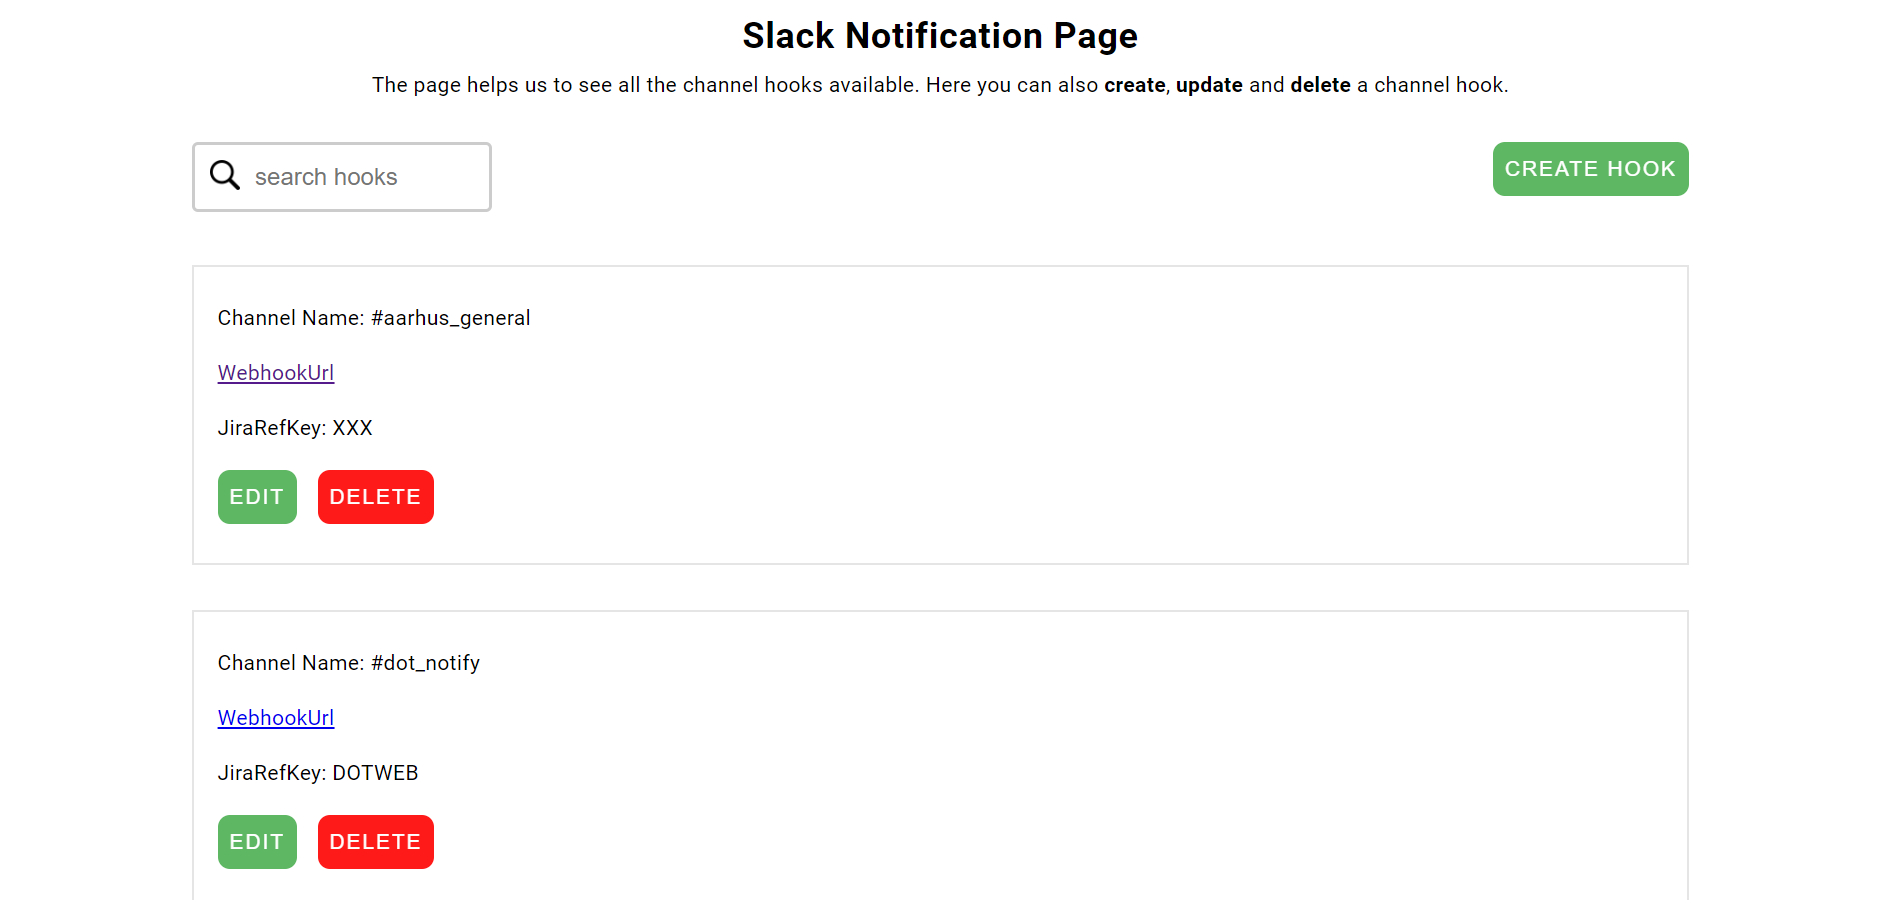 Slack Notification Page
The page helps us to see all the channel hooks available. Here you can also create, update and delete a channel hook.
search hooks
CREATE HOOK
Channel Name: #aarhus_general
WebhookUrl
JiraRefKey: XXX
EDIT DELETE
Channel Name: #dot_notify
WebhookUrl
JiraRefKey: DOTWEB
EDIT DELETE